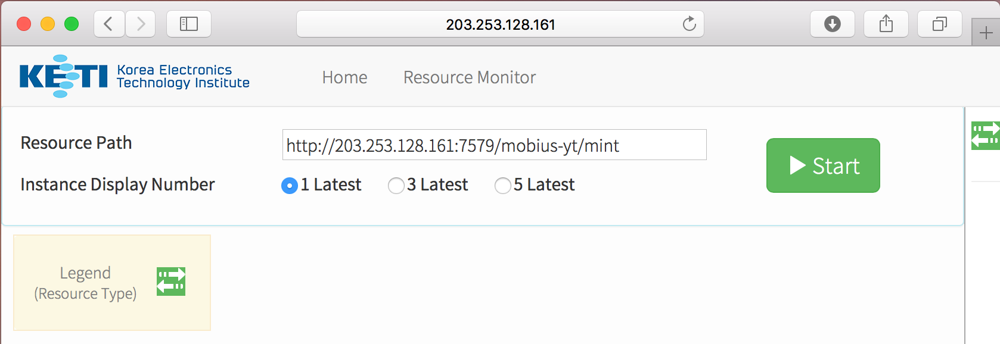 203.253.128.161
KETI Korea Electronics
Technology Institute
Home
Resource Monitor
Resource Path
http://203.253.128.161:7579/mobius-yt/mint
Start
Instance Display Number
1 Latest
3 Latest
5 Latest
Legend
(Resource Type)